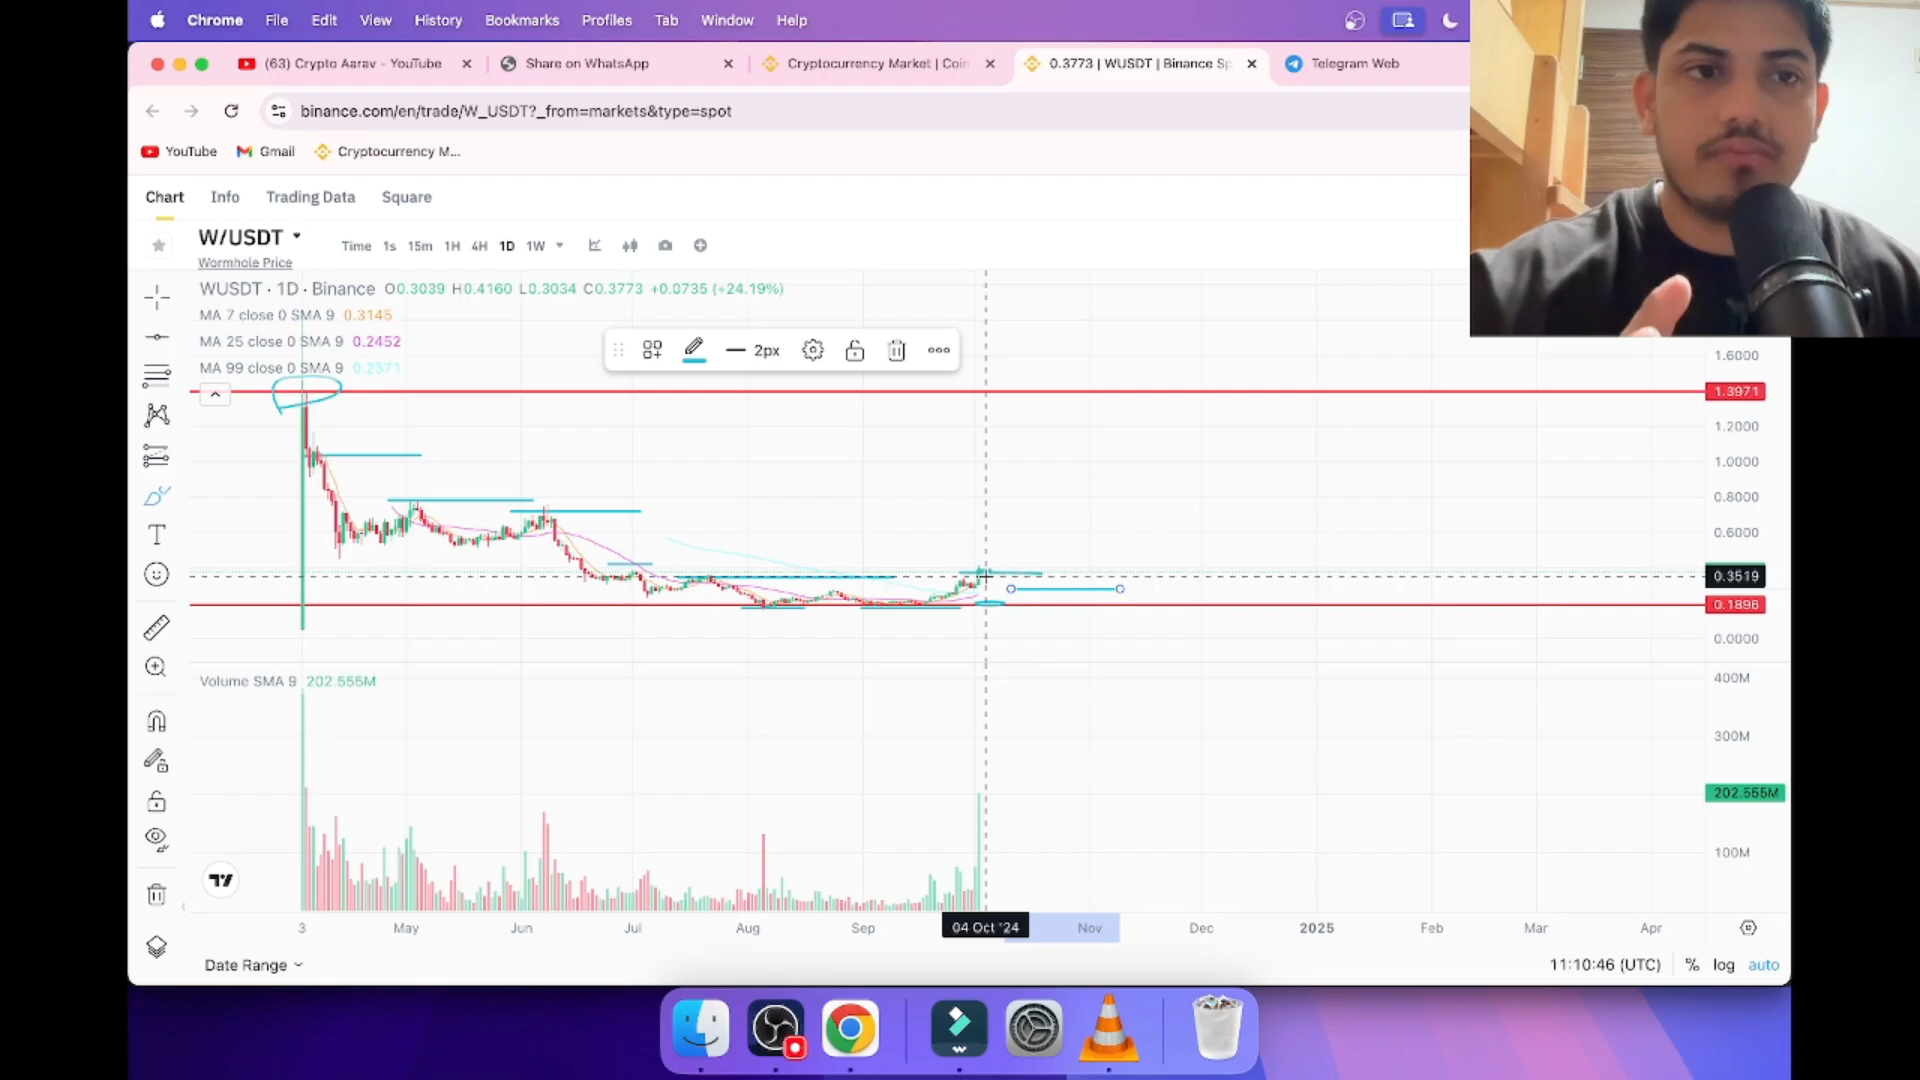 Chrome File Edit View History Bookmarks Profiles Tab Window Help
(63) Crypto Aarav - YouTube Share on WhatsApp Cryptocurrency Market | Coin 0.3773 | WUSDT | Binance Sp Telegram Web
binance.com/en/trade/W_USDT?_from=markets&type=spot
YouTube Gmail Cryptocurrency M...
Chart Info Trading Data Square
W/USDT Time 1s 15m 1H 4H 1D 1W
Wormhole Price
WUSDT · 1D · Binance O0.3039 H0.4160 L0.3034 C0.3773 +0.0735 (+24.19%)
MA 7 close 0 SMA 9 0.3145
MA 25 close 0 SMA 9 0.2452
MA 99 close 0 SMA 9 0.2571
2px
1.6000
1.3971
1.2000
1.0000
0.8000
0.6000
0.3519
0.1896
0.0000
Volume SMA 9 202.555M
400M
300M
202.555M
100M
3 May Jun Jul Aug Sep 04 Oct '24 Nov Dec 2025 Feb Mar Apr
Date Range 11:10:46 (UTC) % log auto